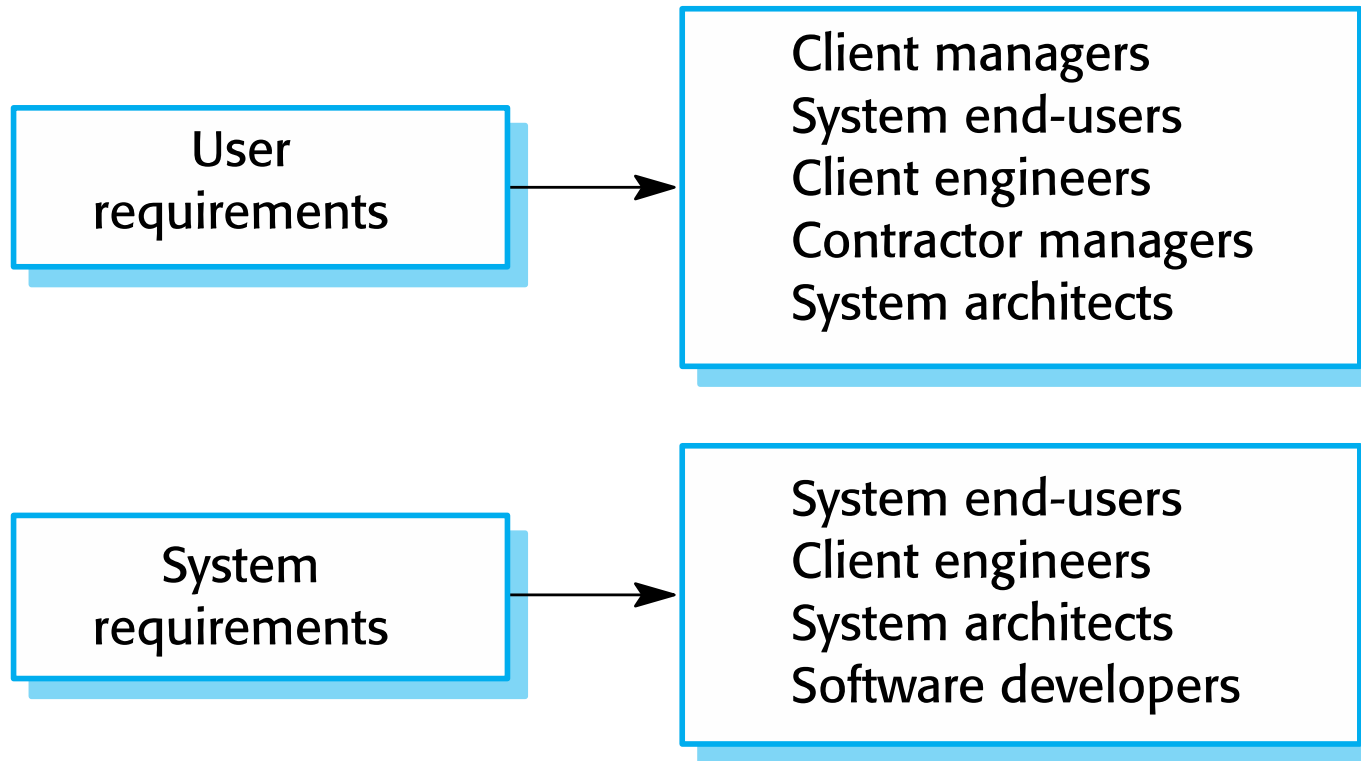 User
requirements
Client managers
System end-users
Client engineers
Contractor managers
System architects
System
requirements
System end-users
Client engineers
System architects
Software developers